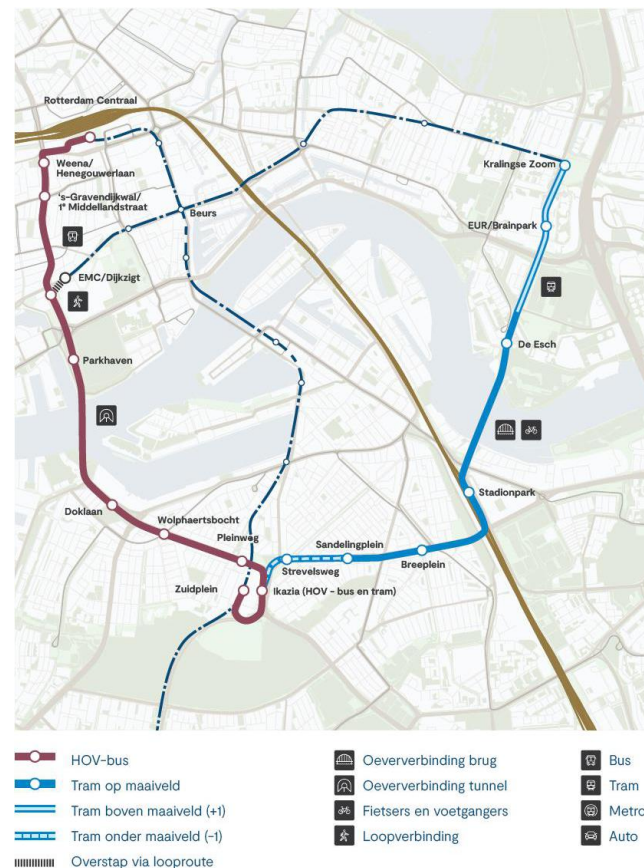 Rotterdam Centraal
Weena/
Henegouwerlaan
's-Gravendijkwal/
1e Middellandstraat
Beurs
Kralingse Zoom
EUR/Brainpark
EMC/Dijkzigt
Parkhaven
De Esch
Stadionpark
Doklaan
Wolphaertsbocht
Pleinweg
Sandelingplein
Breeplein
Strevelsweg
Zuidplein
Ikazia (HOV - bus en tram)
HOV-bus
Tram op maaiveld
Tram boven maaiveld (+1)
Tram onder maaiveld (-1)
Overstap via looproute
Oeververbinding brug
Oeververbinding tunnel
Fietsers en voetgangers
Loopverbinding
Bus
Tram
Metro
Auto